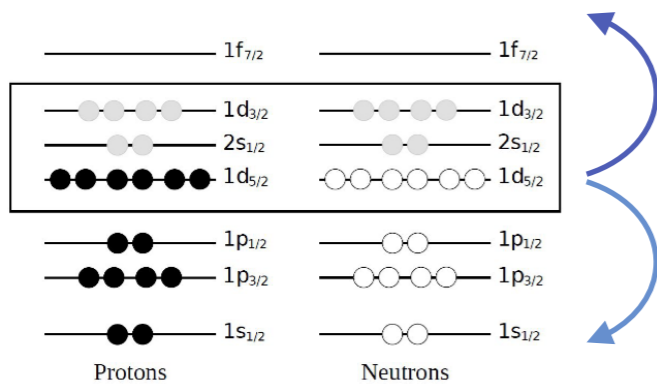 1f7/2 1f7/2
1d3/2 1d3/2
2s1/2 2s1/2
1d5/2 1d5/2
1p1/2 1p1/2
1p3/2 1p3/2
1s1/2 1s1/2
Protons Neutrons